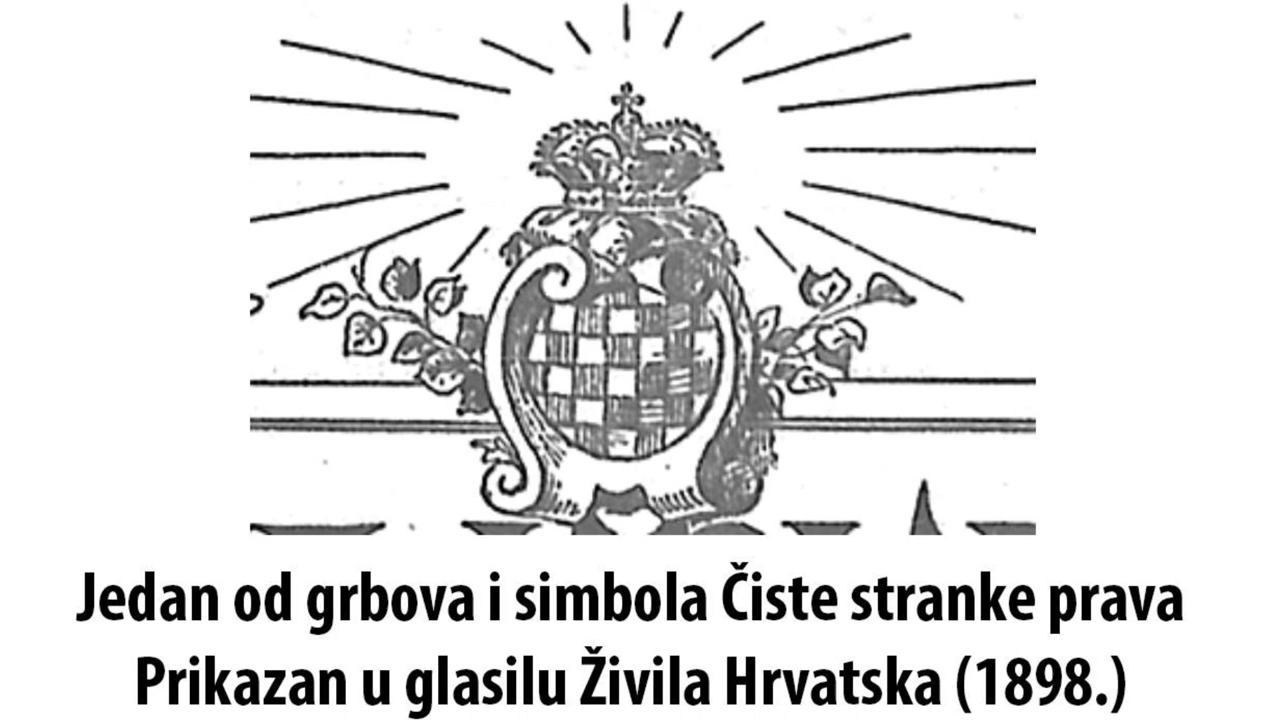 Jedan od grbova i simbola Čiste stranke prava
Prikazan u glasilu Živila Hrvatska (1898.)